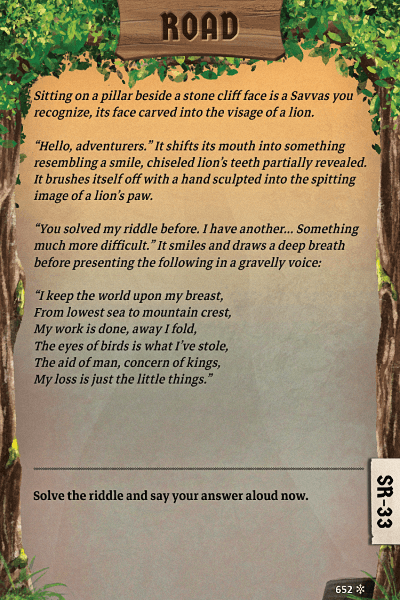 ROAD
Sitting on a pillar beside a stone cliff face is a Savvas you
recognize, its face carved into the visage of a lion.
“Hello, adventurers.” It shifts its mouth into something
resembling a smile, chiseled lion’s teeth partially revealed.
It brushes itself off with a hand sculpted into the spitting
image of a lion’s paw.
“You solved my riddle before. I have another... Something
much more difficult.” It smiles and draws a deep breath
before presenting the following in a gravelly voice:
“I keep the world upon my breast,
From lowest sea to mountain crest,
My work is done, away I fold,
The eyes of birds is what I’ve stole,
The aid of man, concern of kings,
My loss is just the little things.”
Solve the riddle and say your answer aloud now.
SR-33
652